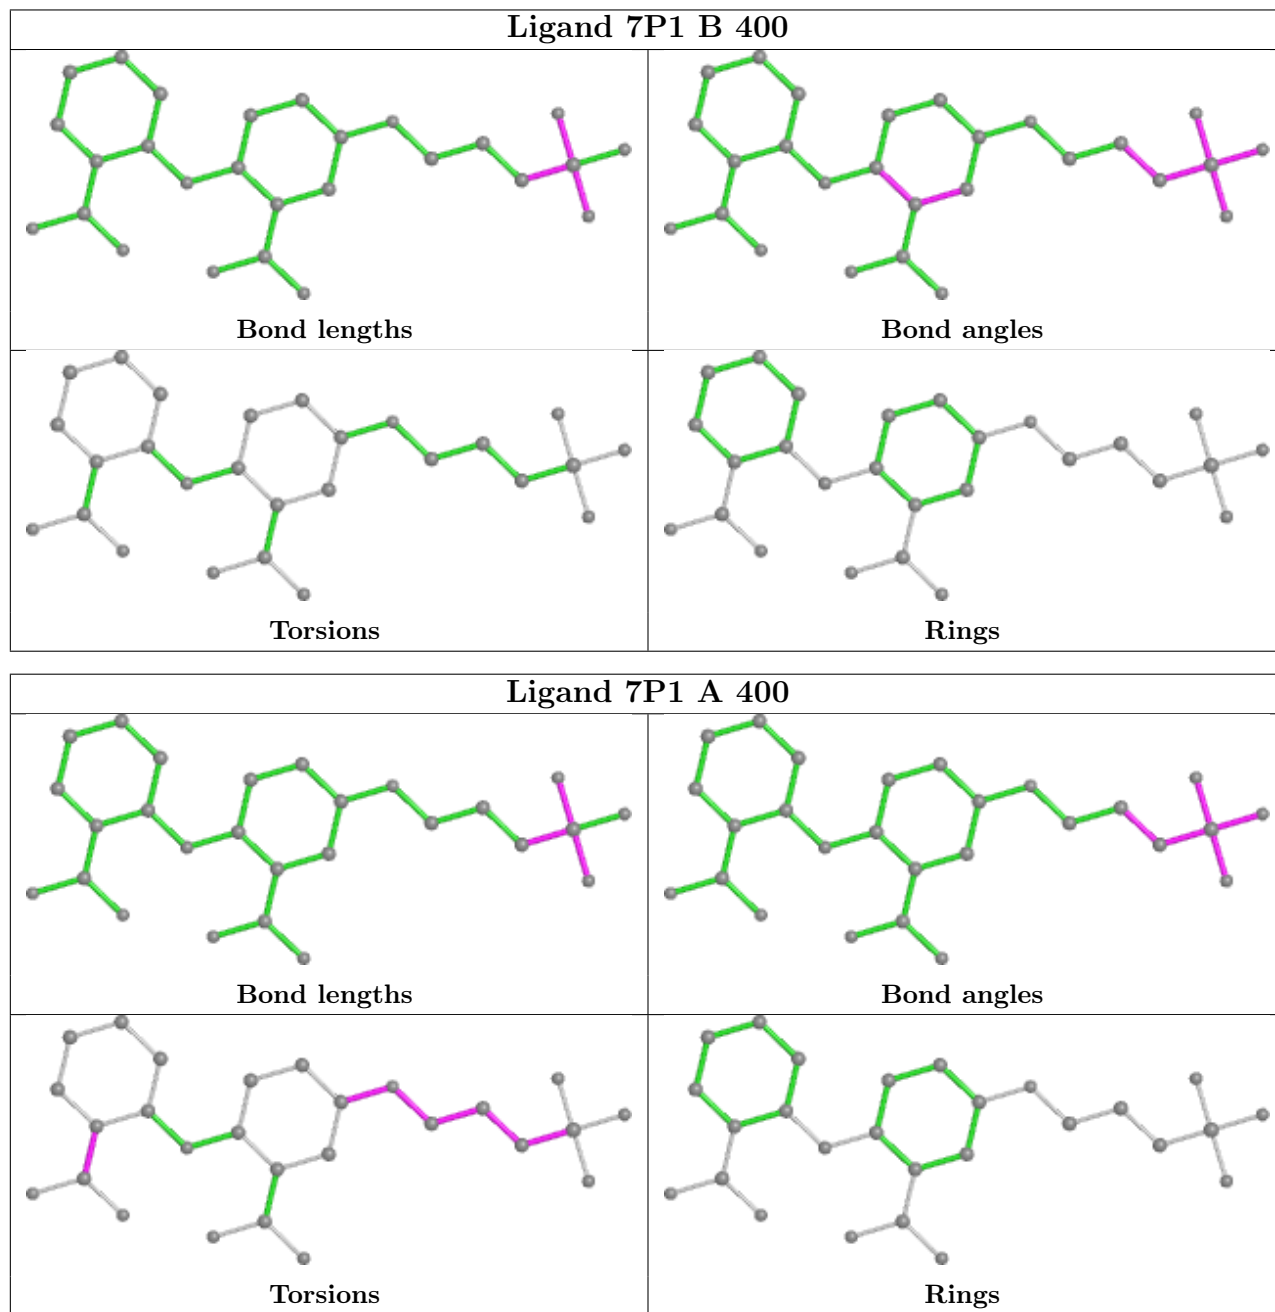 Ligand 7P1 B 400
Bond lengths
Bond angles
Torsions
Rings
Ligand 7P1 A 400
Bond lengths
Bond angles
Torsions
Rings